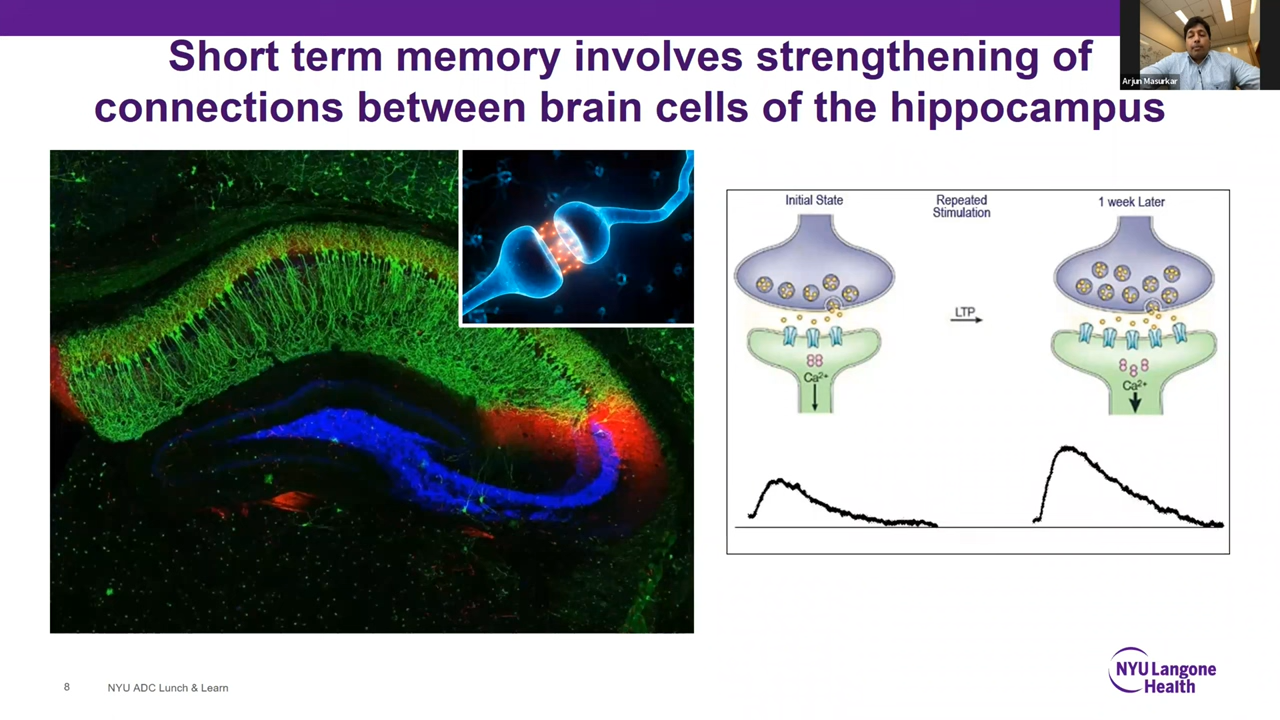 Short term memory involves strengthening of
connections between brain cells of the hippocampus
Arjun Masurkar
Initial State
Repeated
Stimulation
1 week Later
LTP
Ca2+
Ca2+
8
NYU ADC Lunch & Learn
NYU Langone
Health